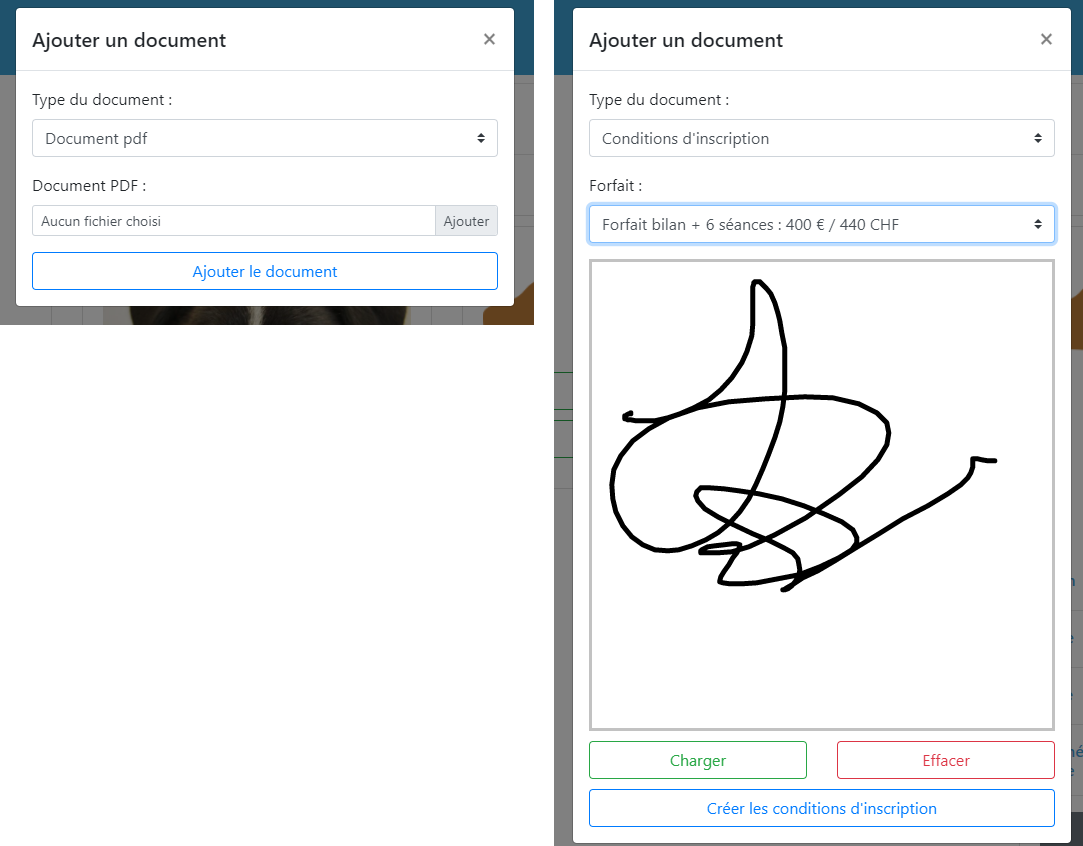 Ajouter un document ×
Type du document :
Document pdf
Document PDF :
Aucun fichier choisi Ajouter
Ajouter le document
Ajouter un document ×
Type du document :
Conditions d'inscription
Forfait :
Forfait bilan + 6 séances : 400 € / 440 CHF
Charger Effacer
Créer les conditions d'inscription